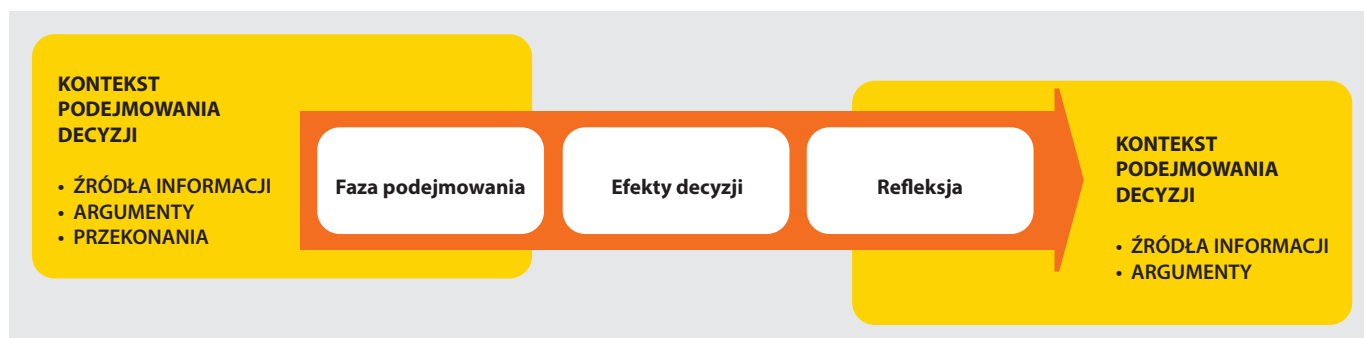 KONTEKST
PODEJMOWANIA
DECYZJI
• ŹRÓDŁA INFORMACJI
• ARGUMENTY
• PRZEKONANIA
Faza podejmowania
Efekty decyzji
Refleksja
KONTEKST
PODEJMOWANIA
DECYZJI
• ŹRÓDŁA INFORMACJI
• ARGUMENTY